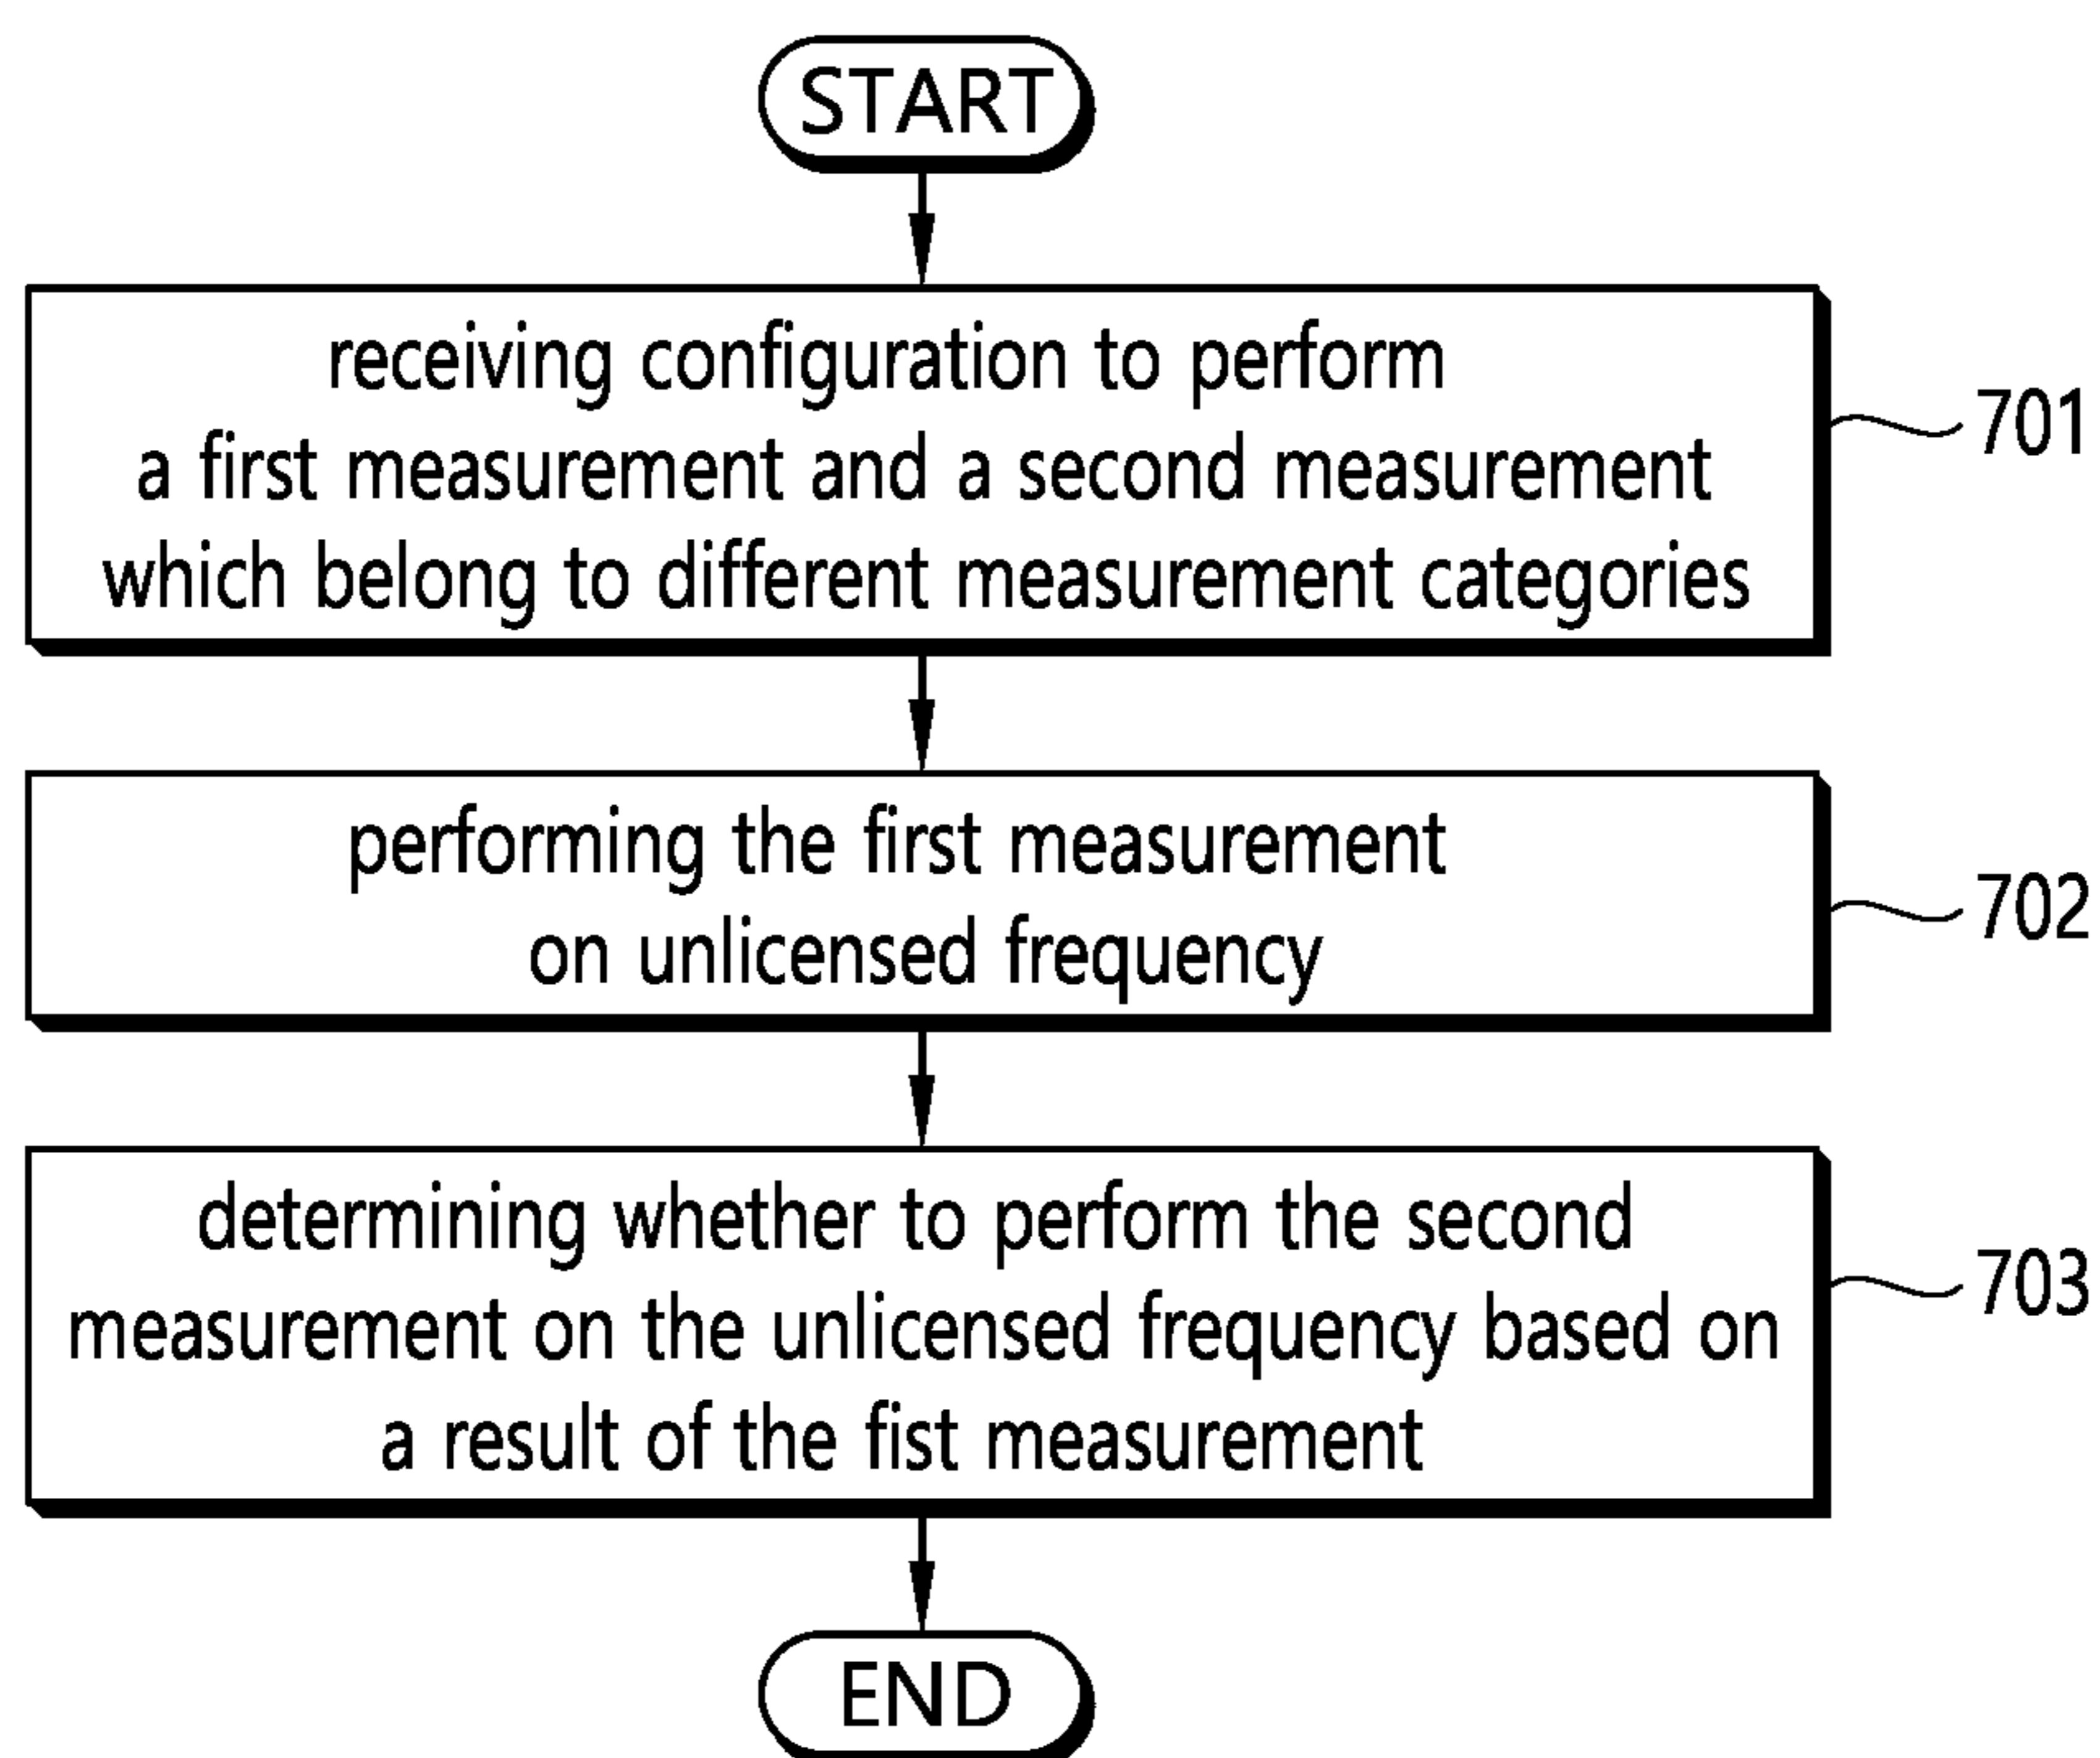 START
receiving configuration to perform
a first measurement and a second measurement
which belong to different measurement categories
701
performing the first measurement
on unlicensed frequency
702
determining whether to perform the second
measurement on the unlicensed frequency based on
a result of the fist measurement
703
END